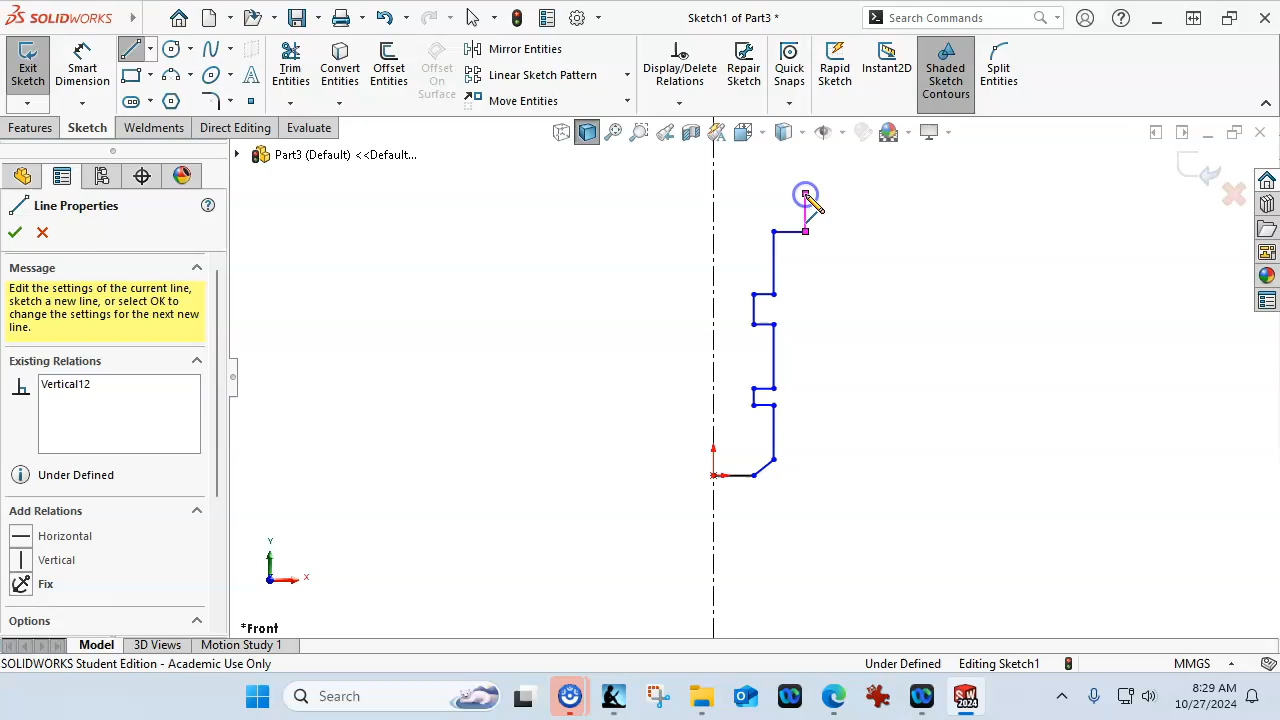 SOLIDWORKS
Sketch1 of Part3 *
Search Commands
Exit Sketch
Smart Dimension
Trim Entities
Convert Entities
Offset Entities
Offset On Surface
Mirror Entities
Linear Sketch Pattern
Move Entities
Display/Delete Relations
Repair Sketch
Quick Snaps
Rapid Sketch
Instant2D
Shaded Sketch Contours
Split Entities
Features
Sketch
Weldments
Direct Editing
Evaluate
Part3 (Default) <<Default...
Line Properties
Message
Edit the settings of the current line,
sketch a new line, or select OK to
change the settings for the next new
line.
Existing Relations
Vertical12
Under Defined
Add Relations
Horizontal
Vertical
Fix
Options
Y
X
*Front
Model
3D Views
Motion Study 1
SOLIDWORKS Student Edition - Academic Use Only
Under Defined
Editing Sketch1
MMGS
Search
SW
2024
8:29 AM
10/27/2024